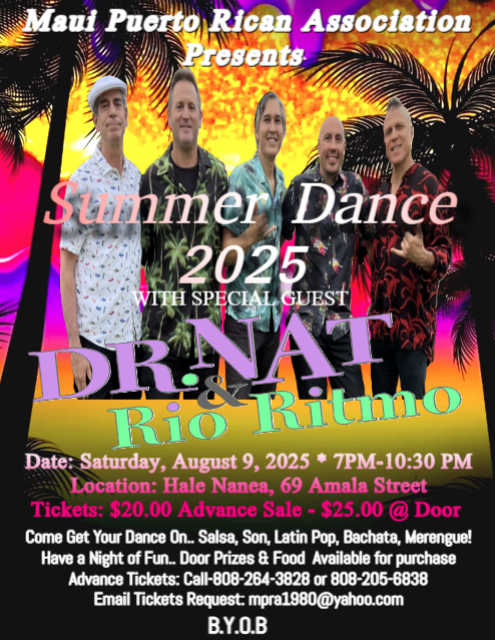 Maui Puerto Rican Association
Presents
Summer Dance
2025
WITH SPECIAL GUEST
DR. NAT
&
Rio Ritmo
Date: Saturday, August 9, 2025 * 7PM-10:30 PM
Location: Hale Nanea, 69 Amala Street
Tickets: $20.00 Advance Sale - $25.00 @ Door
Come Get Your Dance On.. Salsa, Son, Latin Pop, Bachata, Merengue!
Have a Night of Fun.. Door Prizes & Food Available for purchase
Advance Tickets: Call-808-264-3828 or 808-205-6838
Email Tickets Request: mpra1980@yahoo.com
B.Y.O.B